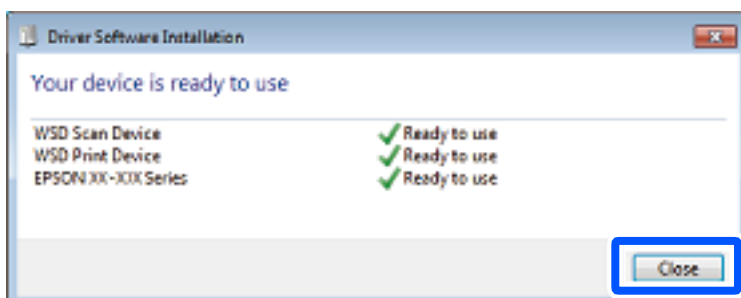 Driver Software Installation
Your device is ready to use
WSD Scan Device Ready to use
WSD Print Device Ready to use
EPSON XX-XXX Series Ready to use
Close